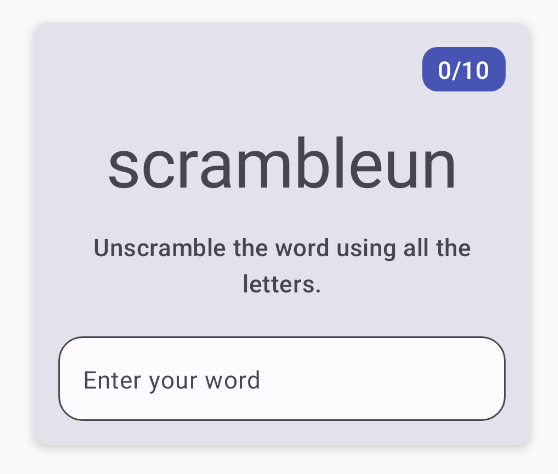 0/10
scrambleun
Unscramble the word using all the
letters.
Enter your word